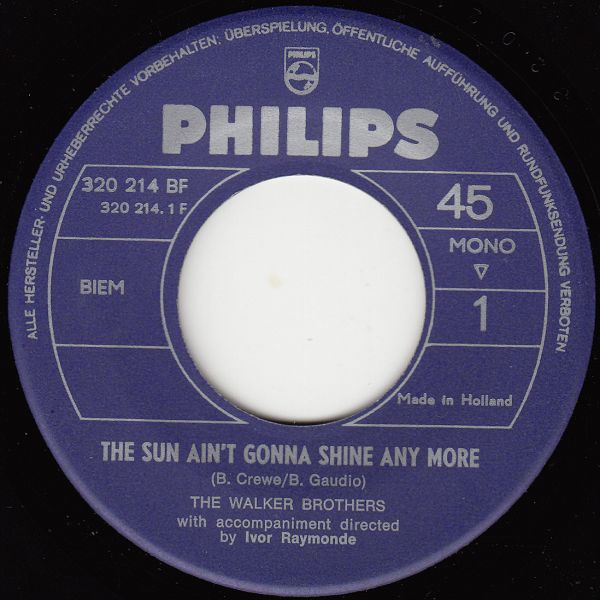 ALLE HERSTELLER- UND URHEBERRECHTE VORBEHALTEN: ÜBERSPIELUNG, ÖFFENTLICHE AUFFÜHRUNG UND RUNDFUNKSENDUNG VERBOTEN
PHILIPS
PHILIPS
320 214 BF
320 214.1 F
45
MONO
BIEM
1
Made in Holland
THE SUN AIN'T GONNA SHINE ANY MORE
(B. Crewe/B. Gaudio)
THE WALKER BROTHERS
with accompaniment directed
by Ivor Raymonde